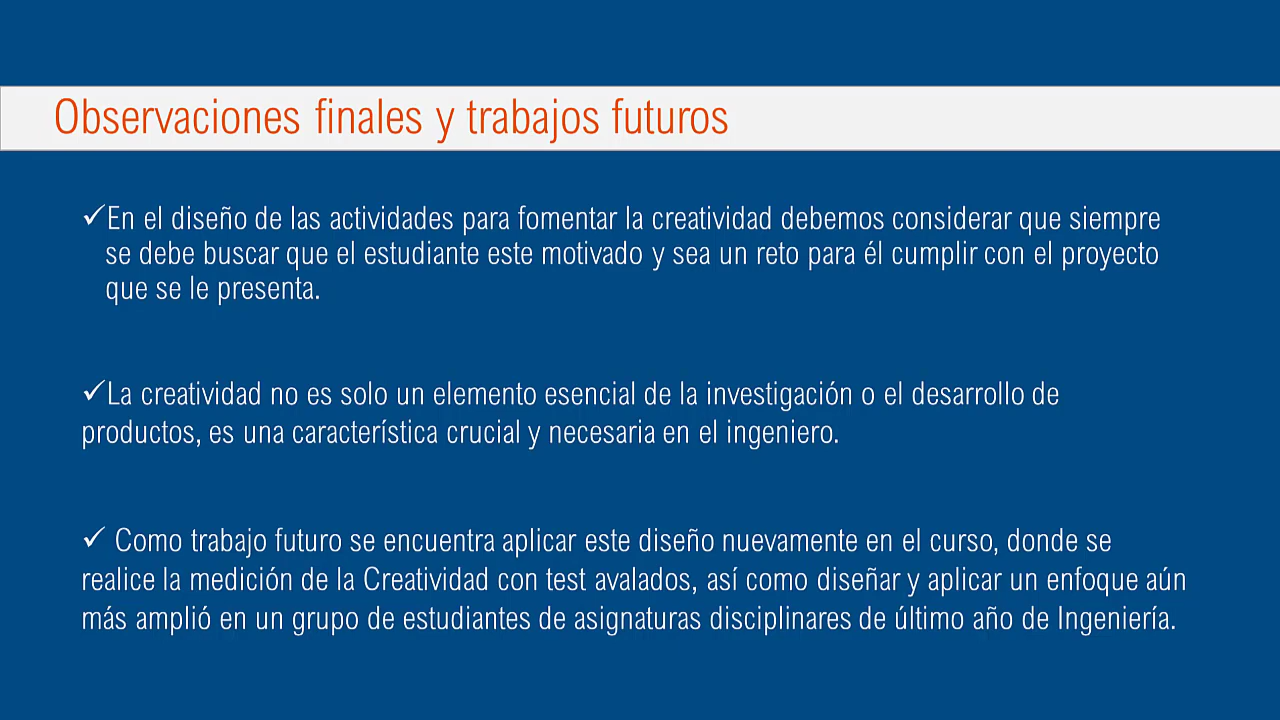 Observaciones finales y trabajos futuros
✓En el diseño de las actividades para fomentar la creatividad debemos considerar que siempre
se debe buscar que el estudiante este motivado y sea un reto para él cumplir con el proyecto
que se le presenta.
✓La creatividad no es solo un elemento esencial de la investigación o el desarrollo de
productos, es una característica crucial y necesaria en el ingeniero.
✓ Como trabajo futuro se encuentra aplicar este diseño nuevamente en el curso, donde se
realice la medición de la Creatividad con test avalados, así como diseñar y aplicar un enfoque aún
más amplió en un grupo de estudiantes de asignaturas disciplinares de último año de Ingeniería.